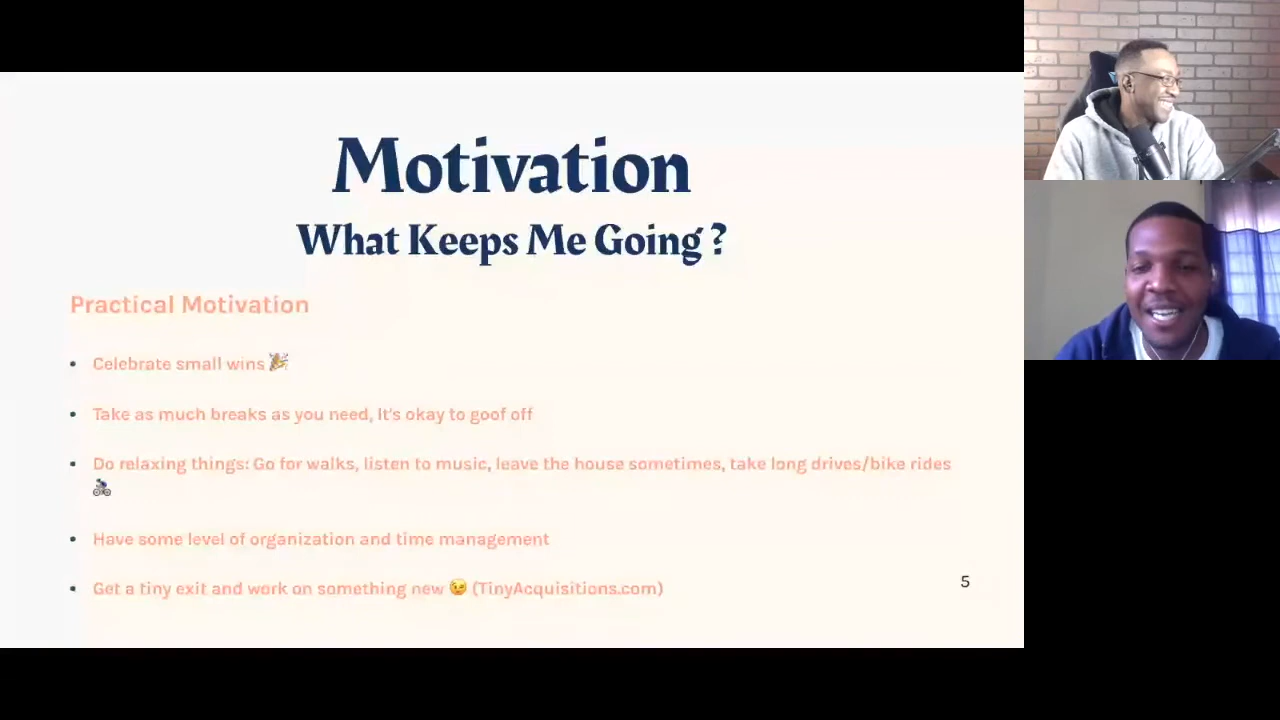 Motivation
What Keeps Me Going ?
Practical Motivation
• Celebrate small wins 🎉
• Take as much breaks as you need, It's okay to goof off
• Do relaxing things: Go for walks, listen to music, leave the house sometimes, take long drives/bike rides
🚴
• Have some level of organization and time management
• Get a tiny exit and work on something new 😉 (TinyAcquisitions.com)
5